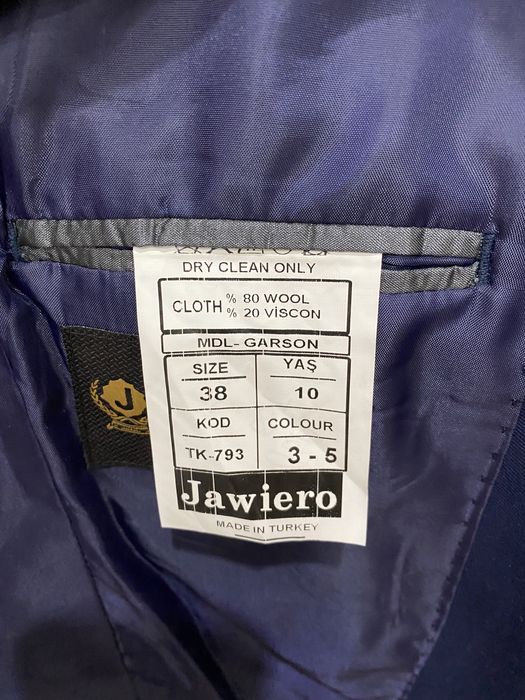 DRY CLEAN ONLY
CLOTH % 80 WOOL
% 20 VİSCON
MDL- GARSON
SIZE YAŞ
38 10
KOD COLOUR
TK-793 3 - 5
Jawiero
MADE IN TURKEY
J